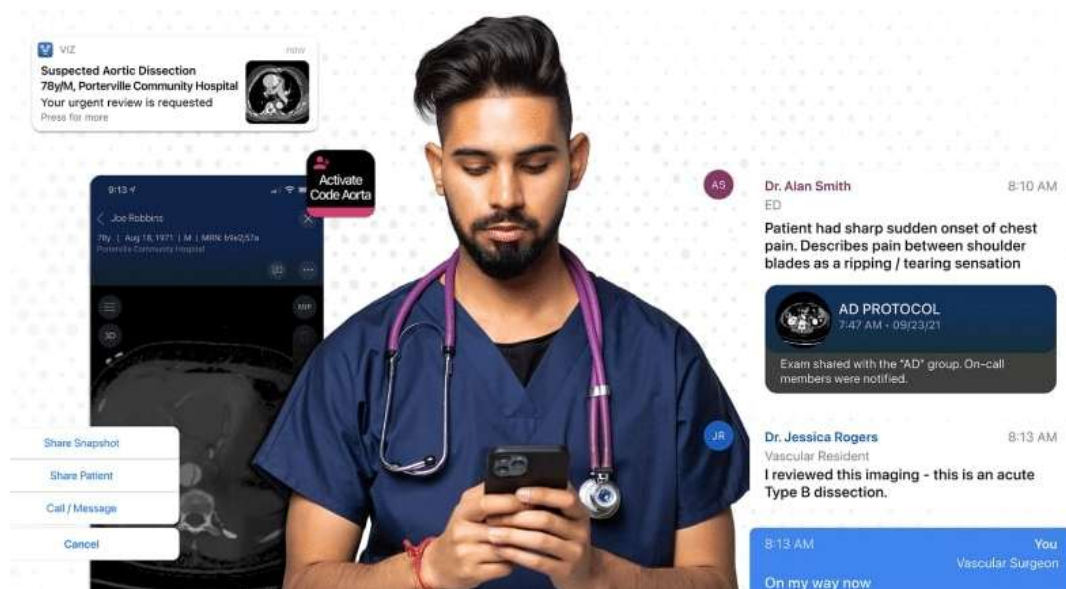 VIZ
now
Suspected Aortic Dissection
78y/M, Porterville Community Hospital
Your urgent review is requested
Press for more
Activate
Code Aorta
9:13
Joe Robbins
78y | Aug 18, 1971 | M | MRN:
Porterville Community Hospital
MIP
3D
Share Snapshot
Share Patient
Call / Message
Cancel
AS
Dr. Alan Smith
8:10 AM
ED
Patient had sharp sudden onset of chest
pain. Describes pain between shoulder
blades as a ripping / tearing sensation
AD PROTOCOL
7:47 AM • 09/23/21
Exam shared with the "AD" group. On-call
members were notified.
JR
Dr. Jessica Rogers
8:13 AM
Vascular Resident
I reviewed this imaging - this is an acute
Type B dissection.
8:13 AM
You
Vascular Surgeon
On my way now